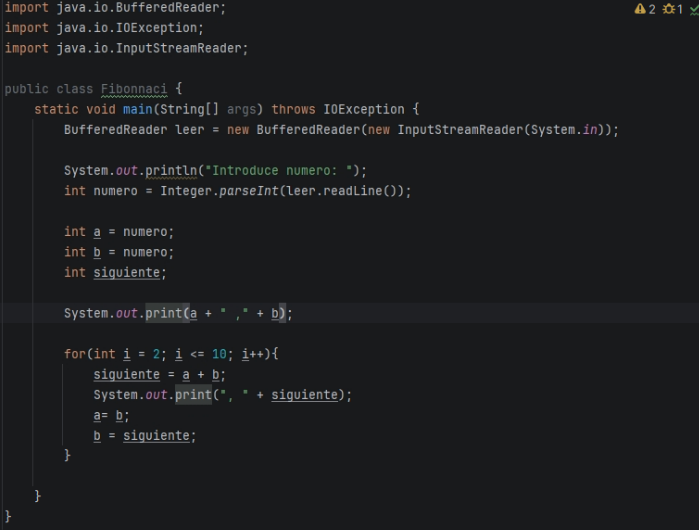 import java.io.BufferedReader;
import java.io.IOException;
import java.io.InputStreamReader;
2 1
public class Fibonnaci {
static void main(String[] args) throws IOException {
BufferedReader leer = new BufferedReader(new InputStreamReader(System.in));
System.out.println("Introduce numero: ");
int numero = Integer.parseInt(leer.readLine());
int a = numero;
int b = numero;
int siguiente;
System.out.print(a + " ,"+ b);
for(int i = 2; i <= 10; i++){
siguiente = a + b;
System.out.print(", " + siguiente);
a= b;
b = siguiente;
}
}
}